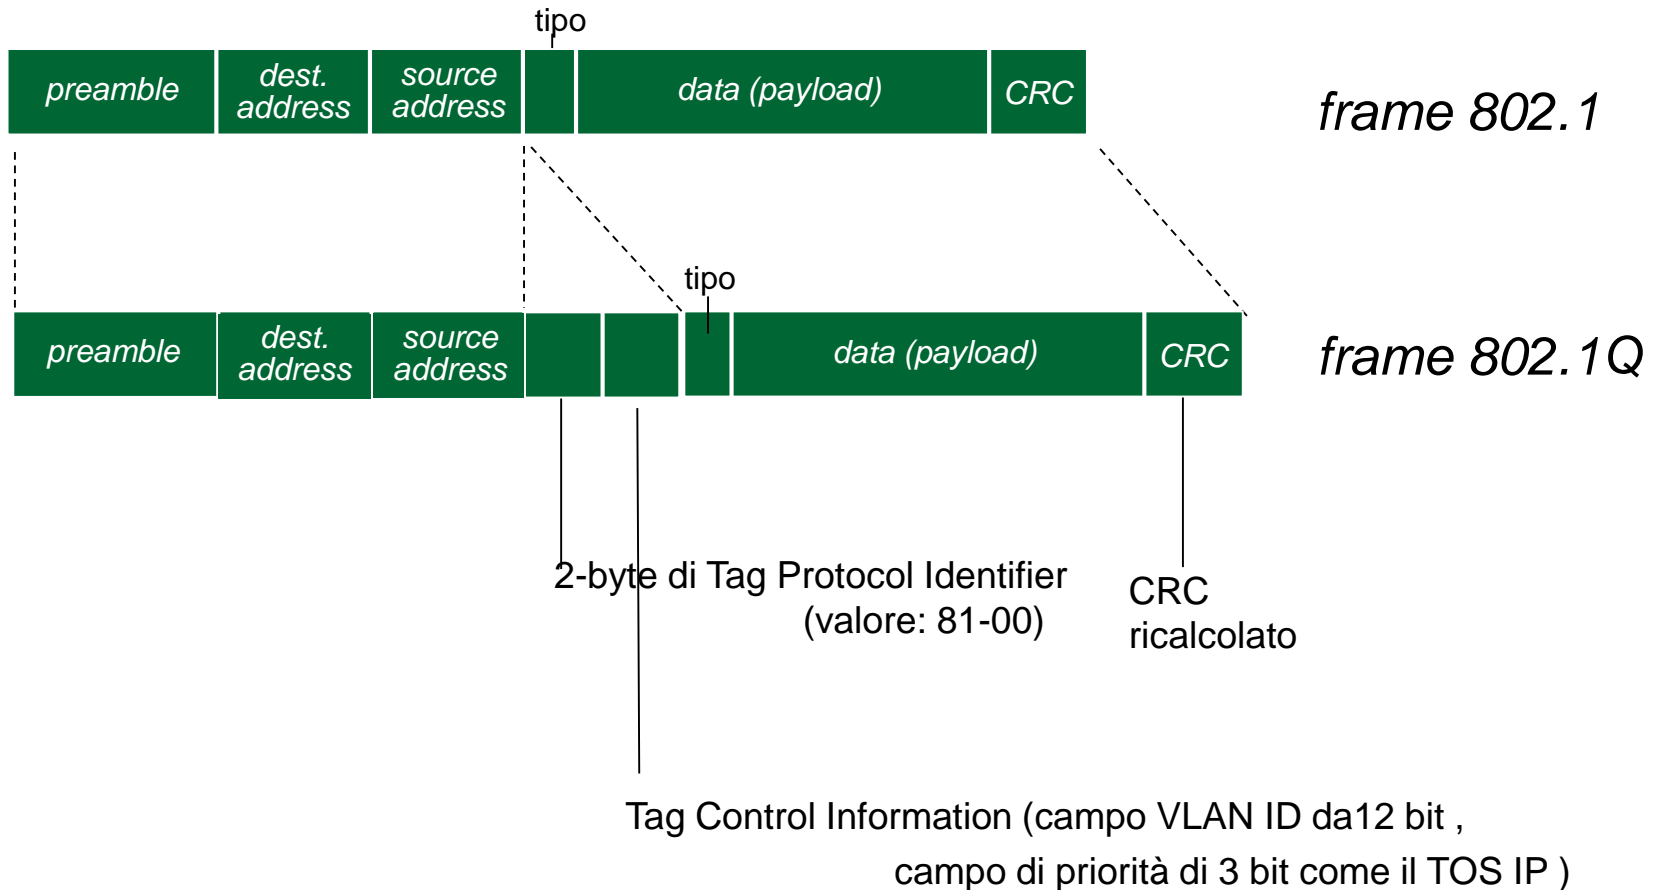 tipo
preamble
dest.
address
source
address
data (payload)
CRC
frame 802.1
tipo
preamble
dest.
address
source
address
data (payload)
CRC
frame 802.1Q
2-byte di Tag Protocol Identifier
(valore: 81-00)
CRC
ricalcolato
Tag Control Information (campo VLAN ID da12 bit ,
campo di priorità di 3 bit come il TOS IP )